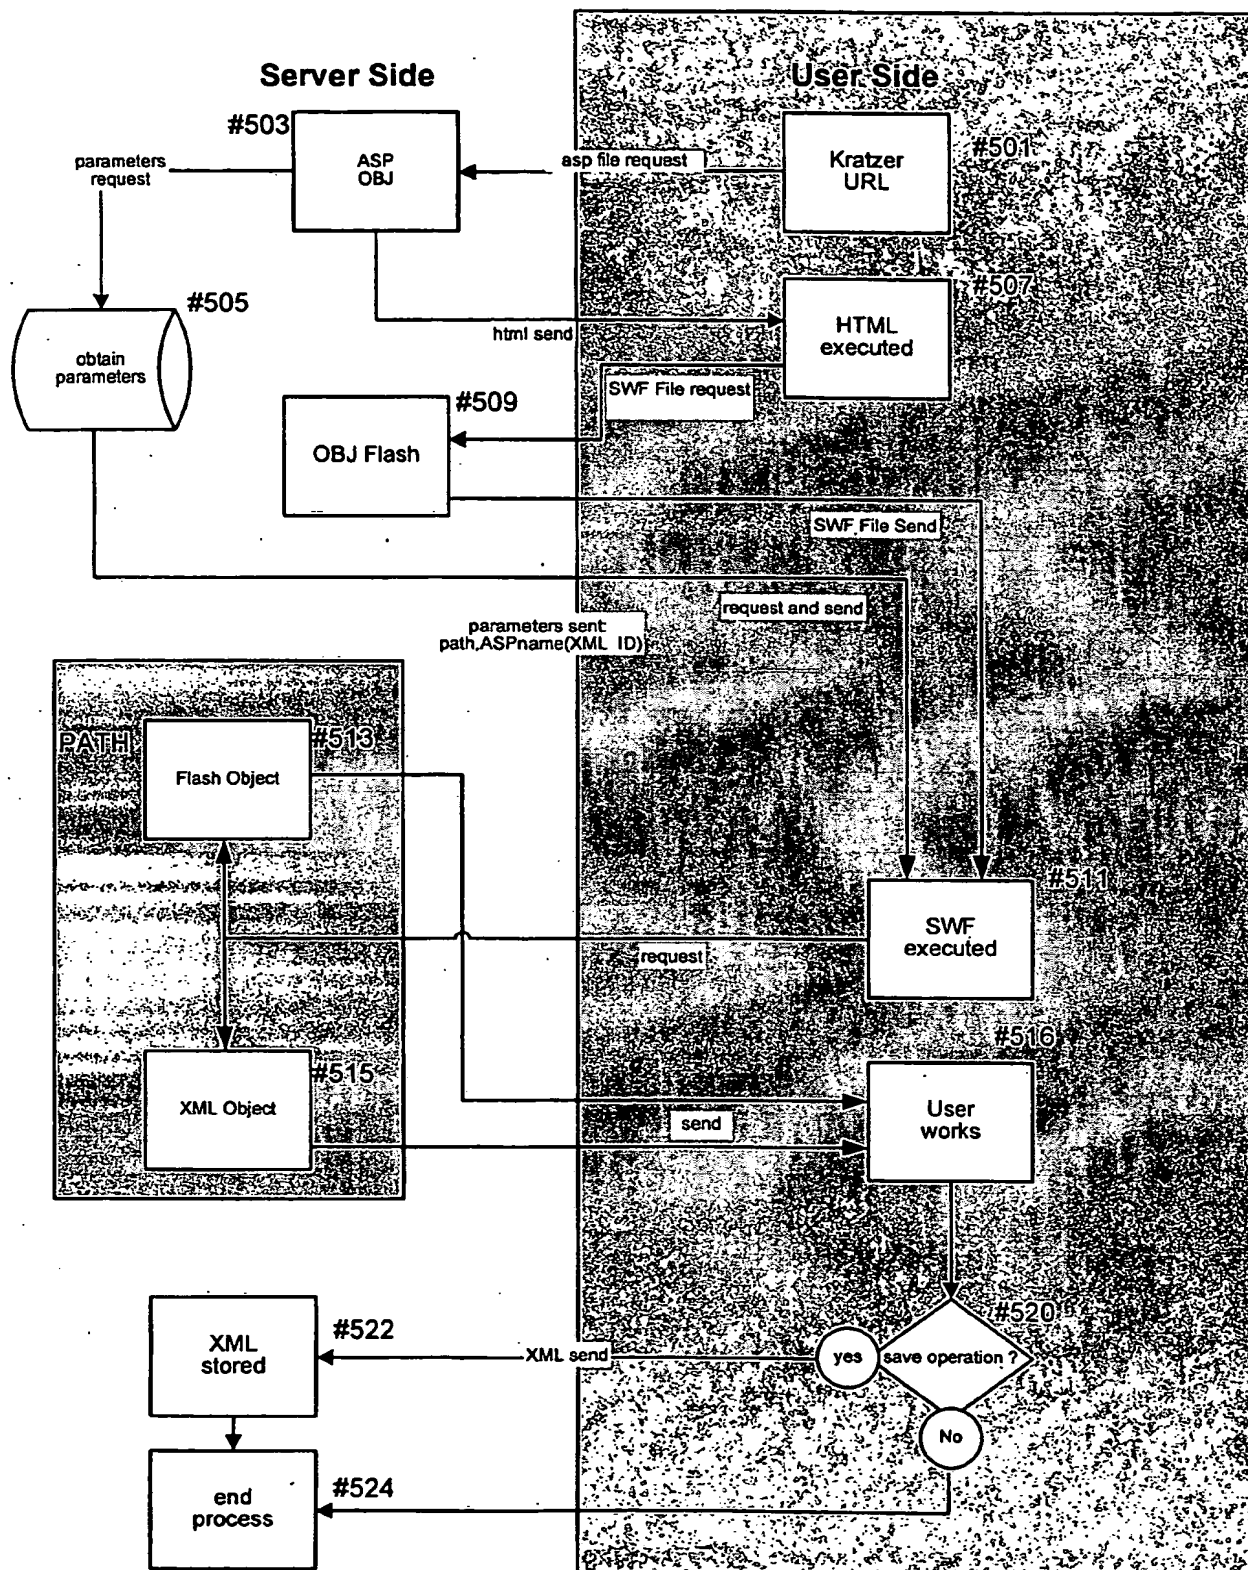 Server Side
User Side
#503
ASP
OBJ
asp file request
Kratzer
URL
#501
parameters
request
#505
obtain
parameters
html send
#507
HTML
executed
SWF File request
#509
OBJ Flash
SWF File Send
request and send
parameters sent:
path,ASPname(XML_ID)
PATH
#513
Flash Object
#511
SWF
executed
request
#515
XML Object
#516
User
works
send
#520
save operation ?
yes
XML send
#522
XML
stored
No
#524
end
process